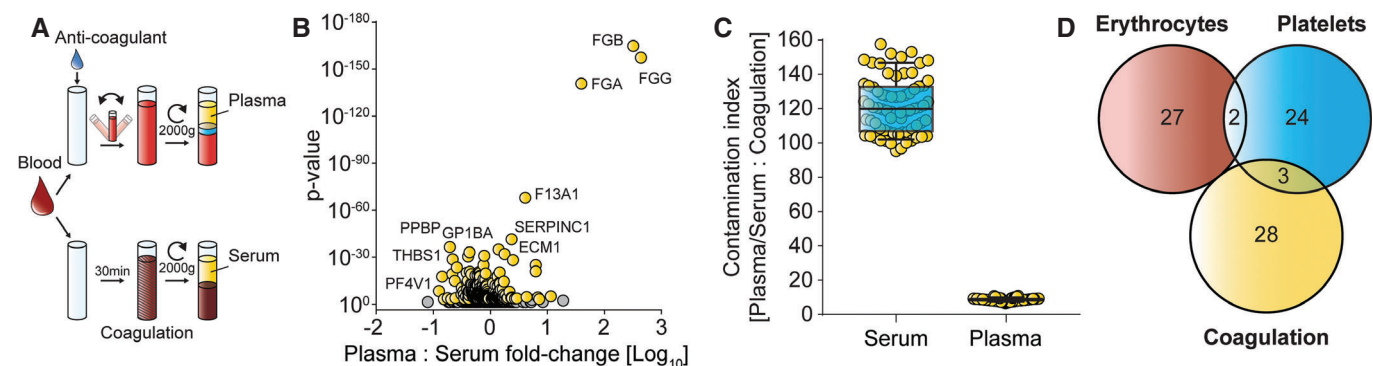 A
Anti-coagulant
Plasma
2000g
Blood
Serum
30min
2000g
Coagulation
B
10-180
10-150
10-120
10-90
10-60
10-30
100
p-value
FGB
FGG
FGA
F13A1
SERPINC1
PPBP
GP1BA
ECM1
THBS1
PF4V1
-2
-1
0
1
2
3
Plasma : Serum fold-change [Log10]
C
Contamination index
[Plasma/Serum : Coagulation]
160
140
120
100
80
60
40
20
0
Serum
Plasma
D
Erythrocytes
Platelets
27
2
24
3
28
Coagulation